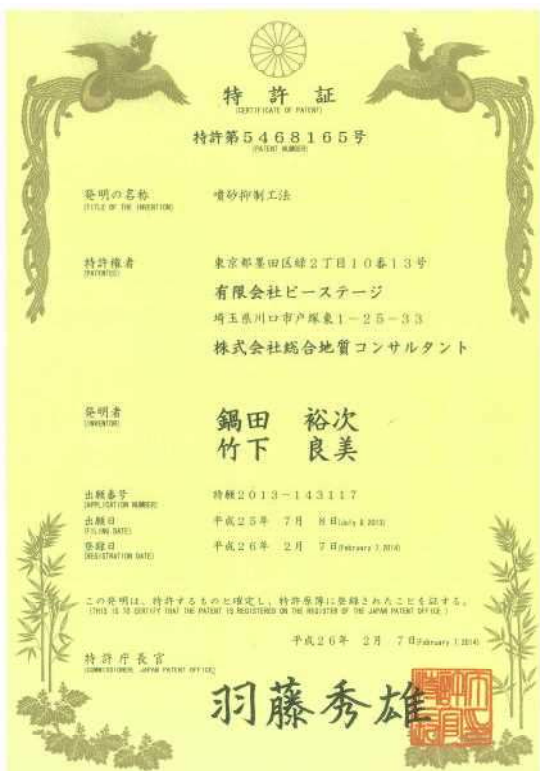 特許証
(CERTIFICATE OF PATENT)
特許第5468165号
(PATENT NUMBER)
発明の名称
(TITLE OF THE INVENTION)
噴砂抑制工法
特許権者
(PATENTEE)
東京都墨田区緑2丁目10番13号
有限会社ビーステージ
埼玉県川口市戸塚東1-25-33
株式会社総合地質コンサルタント
発明者
(INVENTOR)
鍋田 裕次
竹下 良美
出願番号
(APPLICATION NUMBER)
特願2013-143117
出願日
(FILING DATE)
平成25年 7月 8日(July 8, 2013)
登録日
(REGISTRATION DATE)
平成26年 2月 7日(February 7, 2014)
この発明は、特許するものと確定し、特許原簿に登録されたことを証する。
(THIS IS TO CERTIFY THAT THE PATENT IS REGISTERED ON THE REGISTER OF THE JAPAN PATENT OFFICE.)
平成26年 2月 7日(February 7, 2014)
特許庁長官
(COMMISSIONER, JAPAN PATENT OFFICE)
羽藤秀雄